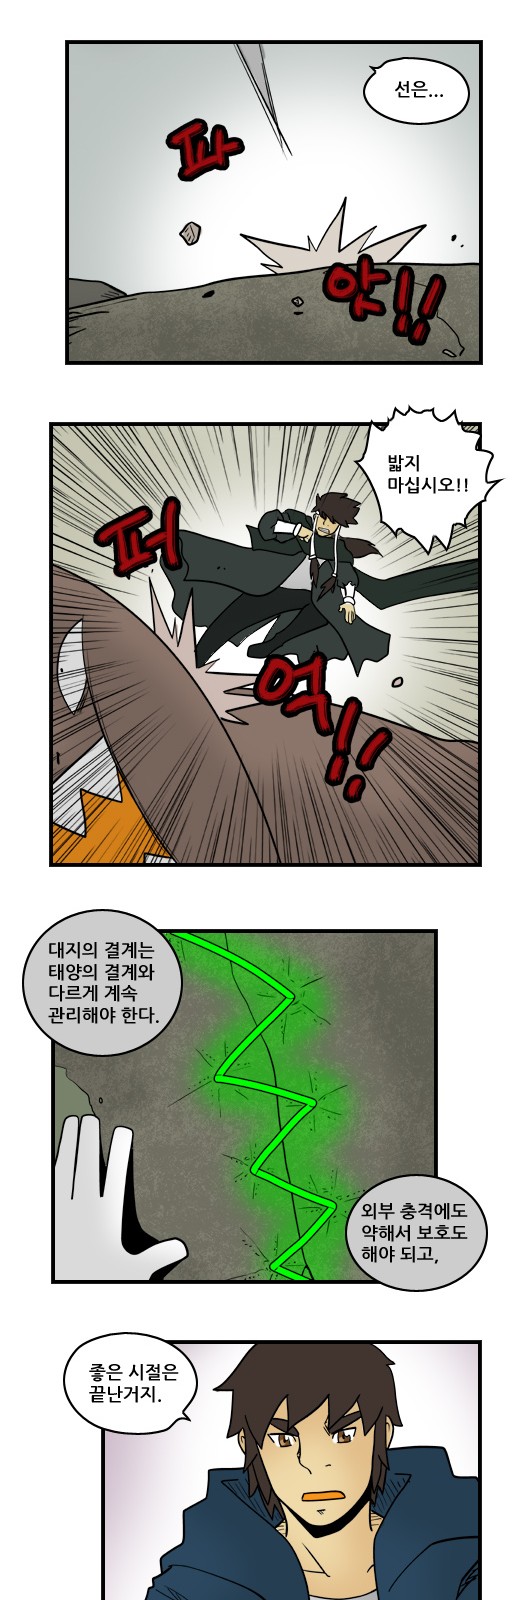 선은...
파
앗!!
밟지
마십시오!!
퍼
억!!
대지의 결계는
태양의 결계와
다르게 계속
관리해야 한다.
외부 충격에도
약해서 보호도
해야 되고,
좋은 시절은
끝난거지.